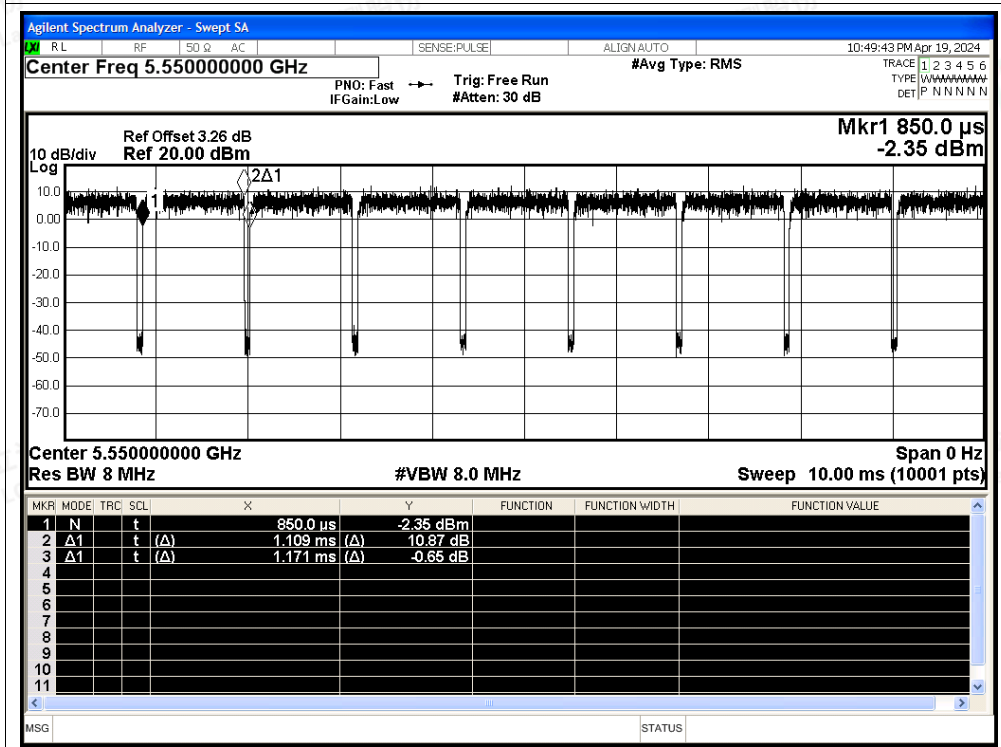 Agilent Spectrum Analyzer - Swept SA
LXI RL RF 50 Ω AC SENSE:PULSE ALIGN AUTO 10:49:43 PM Apr 19, 2024
Center Freq 5.550000000 GHz #Avg Type: RMS TRACE 1 2 3 4 5 6
PNO: Fast Trig: Free Run TYPE WWWWWW
IFGain:Low #Atten: 30 dB DET P N N N N N
Mkr1 850.0 µs
Ref Offset 3.26 dB
10 dB/div Ref 20.00 dBm -2.35 dBm
Log
2Δ1
10.0
1
0.00
-10.0
-20.0
-30.0
-40.0
-50.0
-60.0
-70.0
Center 5.550000000 GHz Span 0 Hz
Res BW 8 MHz #VBW 8.0 MHz Sweep 10.00 ms (10001 pts)
MKR MODE TRC SCL X Y FUNCTION FUNCTION WIDTH FUNCTION VALUE
1 N t 850.0 µs -2.35 dBm
2 Δ1 t (Δ) 1.109 ms (Δ) 10.87 dB
3 Δ1 t (Δ) 1.171 ms (Δ) -0.65 dB
4
5
6
7
8
9
10
11
MSG STATUS